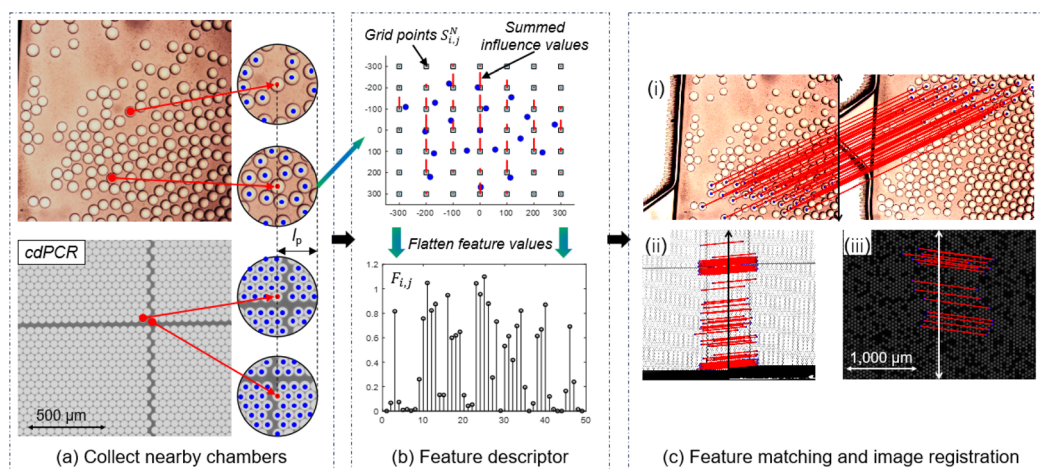 cdPCR
500 µm
lp
(a) Collect nearby chambers
Grid points S^N_{i,j}
Summed
influence values
-300
-200
-100
0
100
200
300
-300 -200 -100 0 100 200 300
Flatten feature values
F_{i,j}
1.2
1
0.8
0.6
0.4
0.2
0
0 10 20 30 40 50
(b) Feature descriptor
(i)
(ii)
(iii)
1,000 µm
(c) Feature matching and image registration